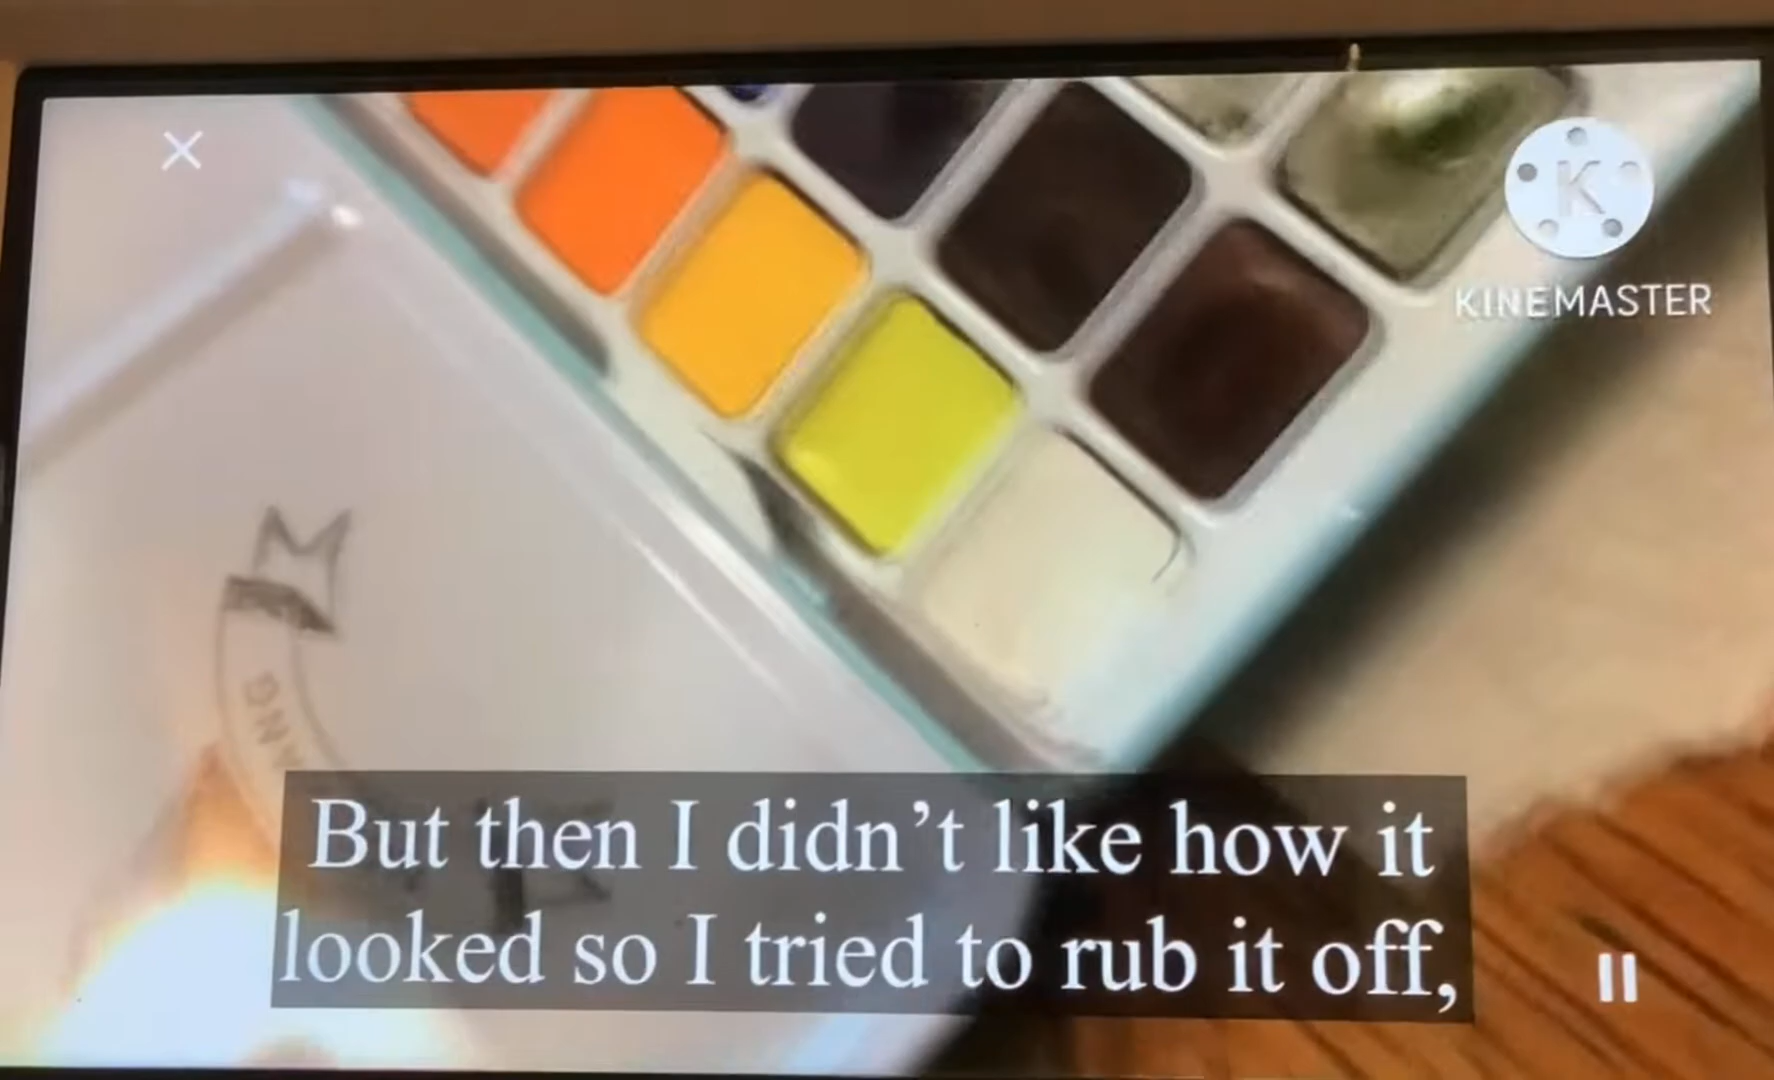 K
KINEMASTER
But then I didn't like how it
looked so I tried to rub it off,